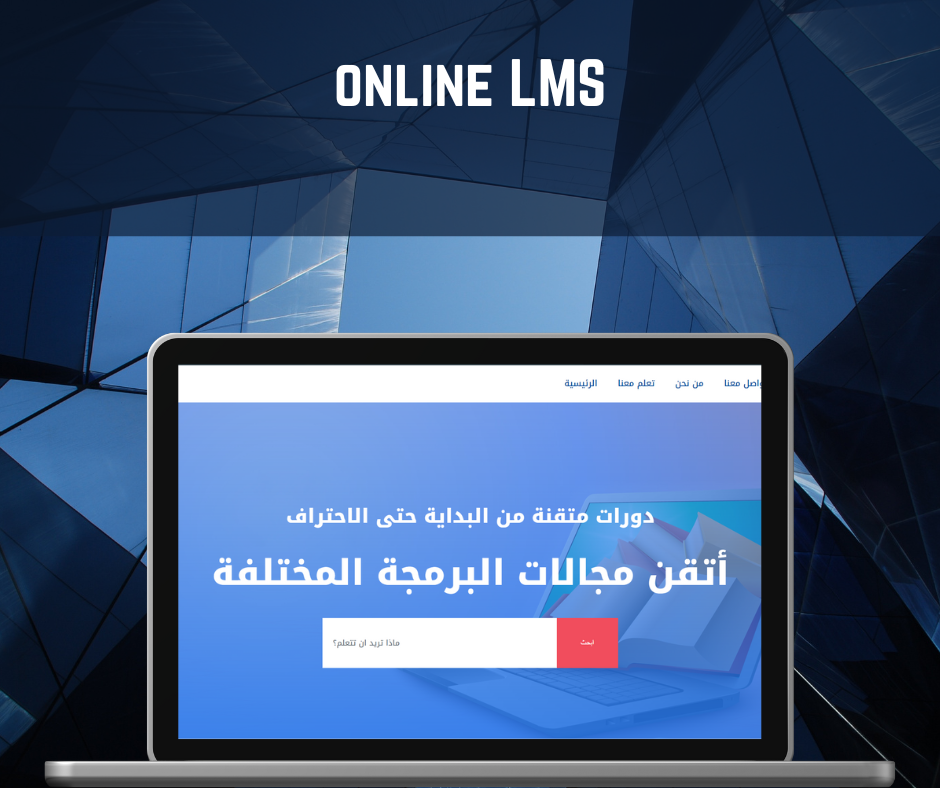 ONLINE LMS
الرئيسية تعلم معنا من نحن واصل معنا
دورات متقنة من البداية حتى الاحتراف
أتقن مجالات البرمجة المختلفة
ماذا تريد ان تتعلم؟ ابحث